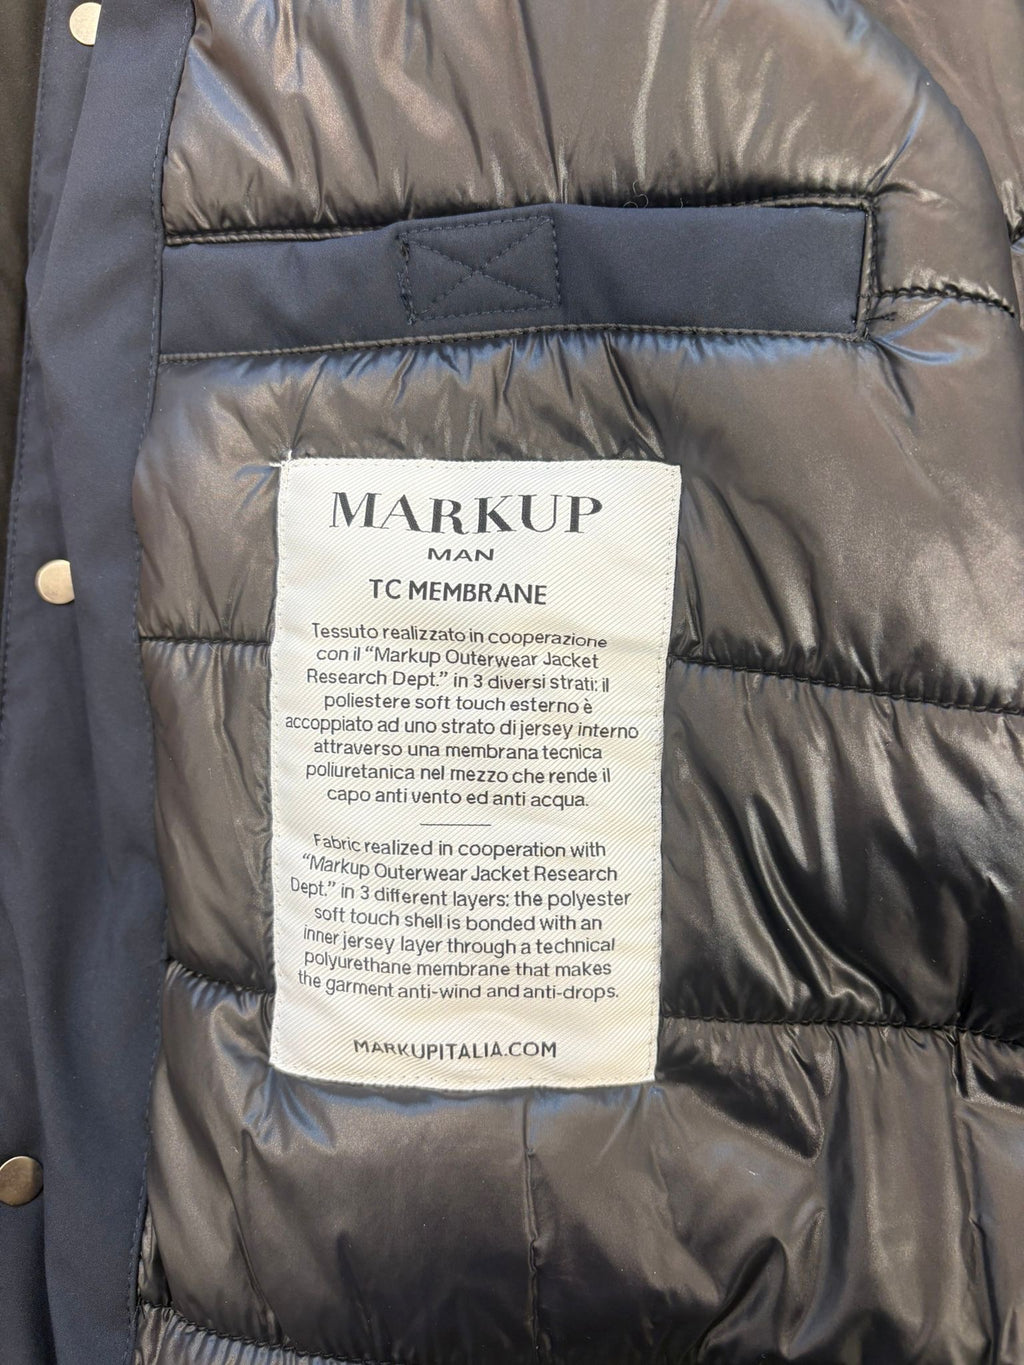 MARKUP
MAN
TC MEMBRANE
Tessuto realizzato in cooperazione
con il “Markup Outerwear Jacket
Research Dept.” in 3 diversi strati: il
poliestere soft touch esterno è
accoppiato ad uno strato di jersey interno
attraverso una membrana tecnica
poliuretanica nel mezzo che rende il
capo anti vento ed anti acqua.
Fabric realized in cooperation with
“Markup Outerwear Jacket Research
Dept.” in 3 different layers: the polyester
soft touch shell is bonded with an
inner jersey layer through a technical
polyurethane membrane that makes
the garment anti-wind and anti-drops.
MARKUPITALIA.COM